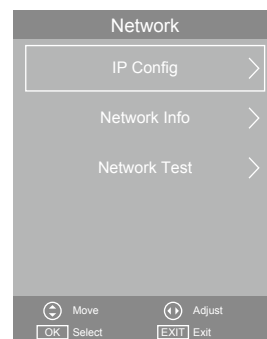 Network
IP Config
Network Info
Network Test
Move Adjust
OK Select EXIT Exit